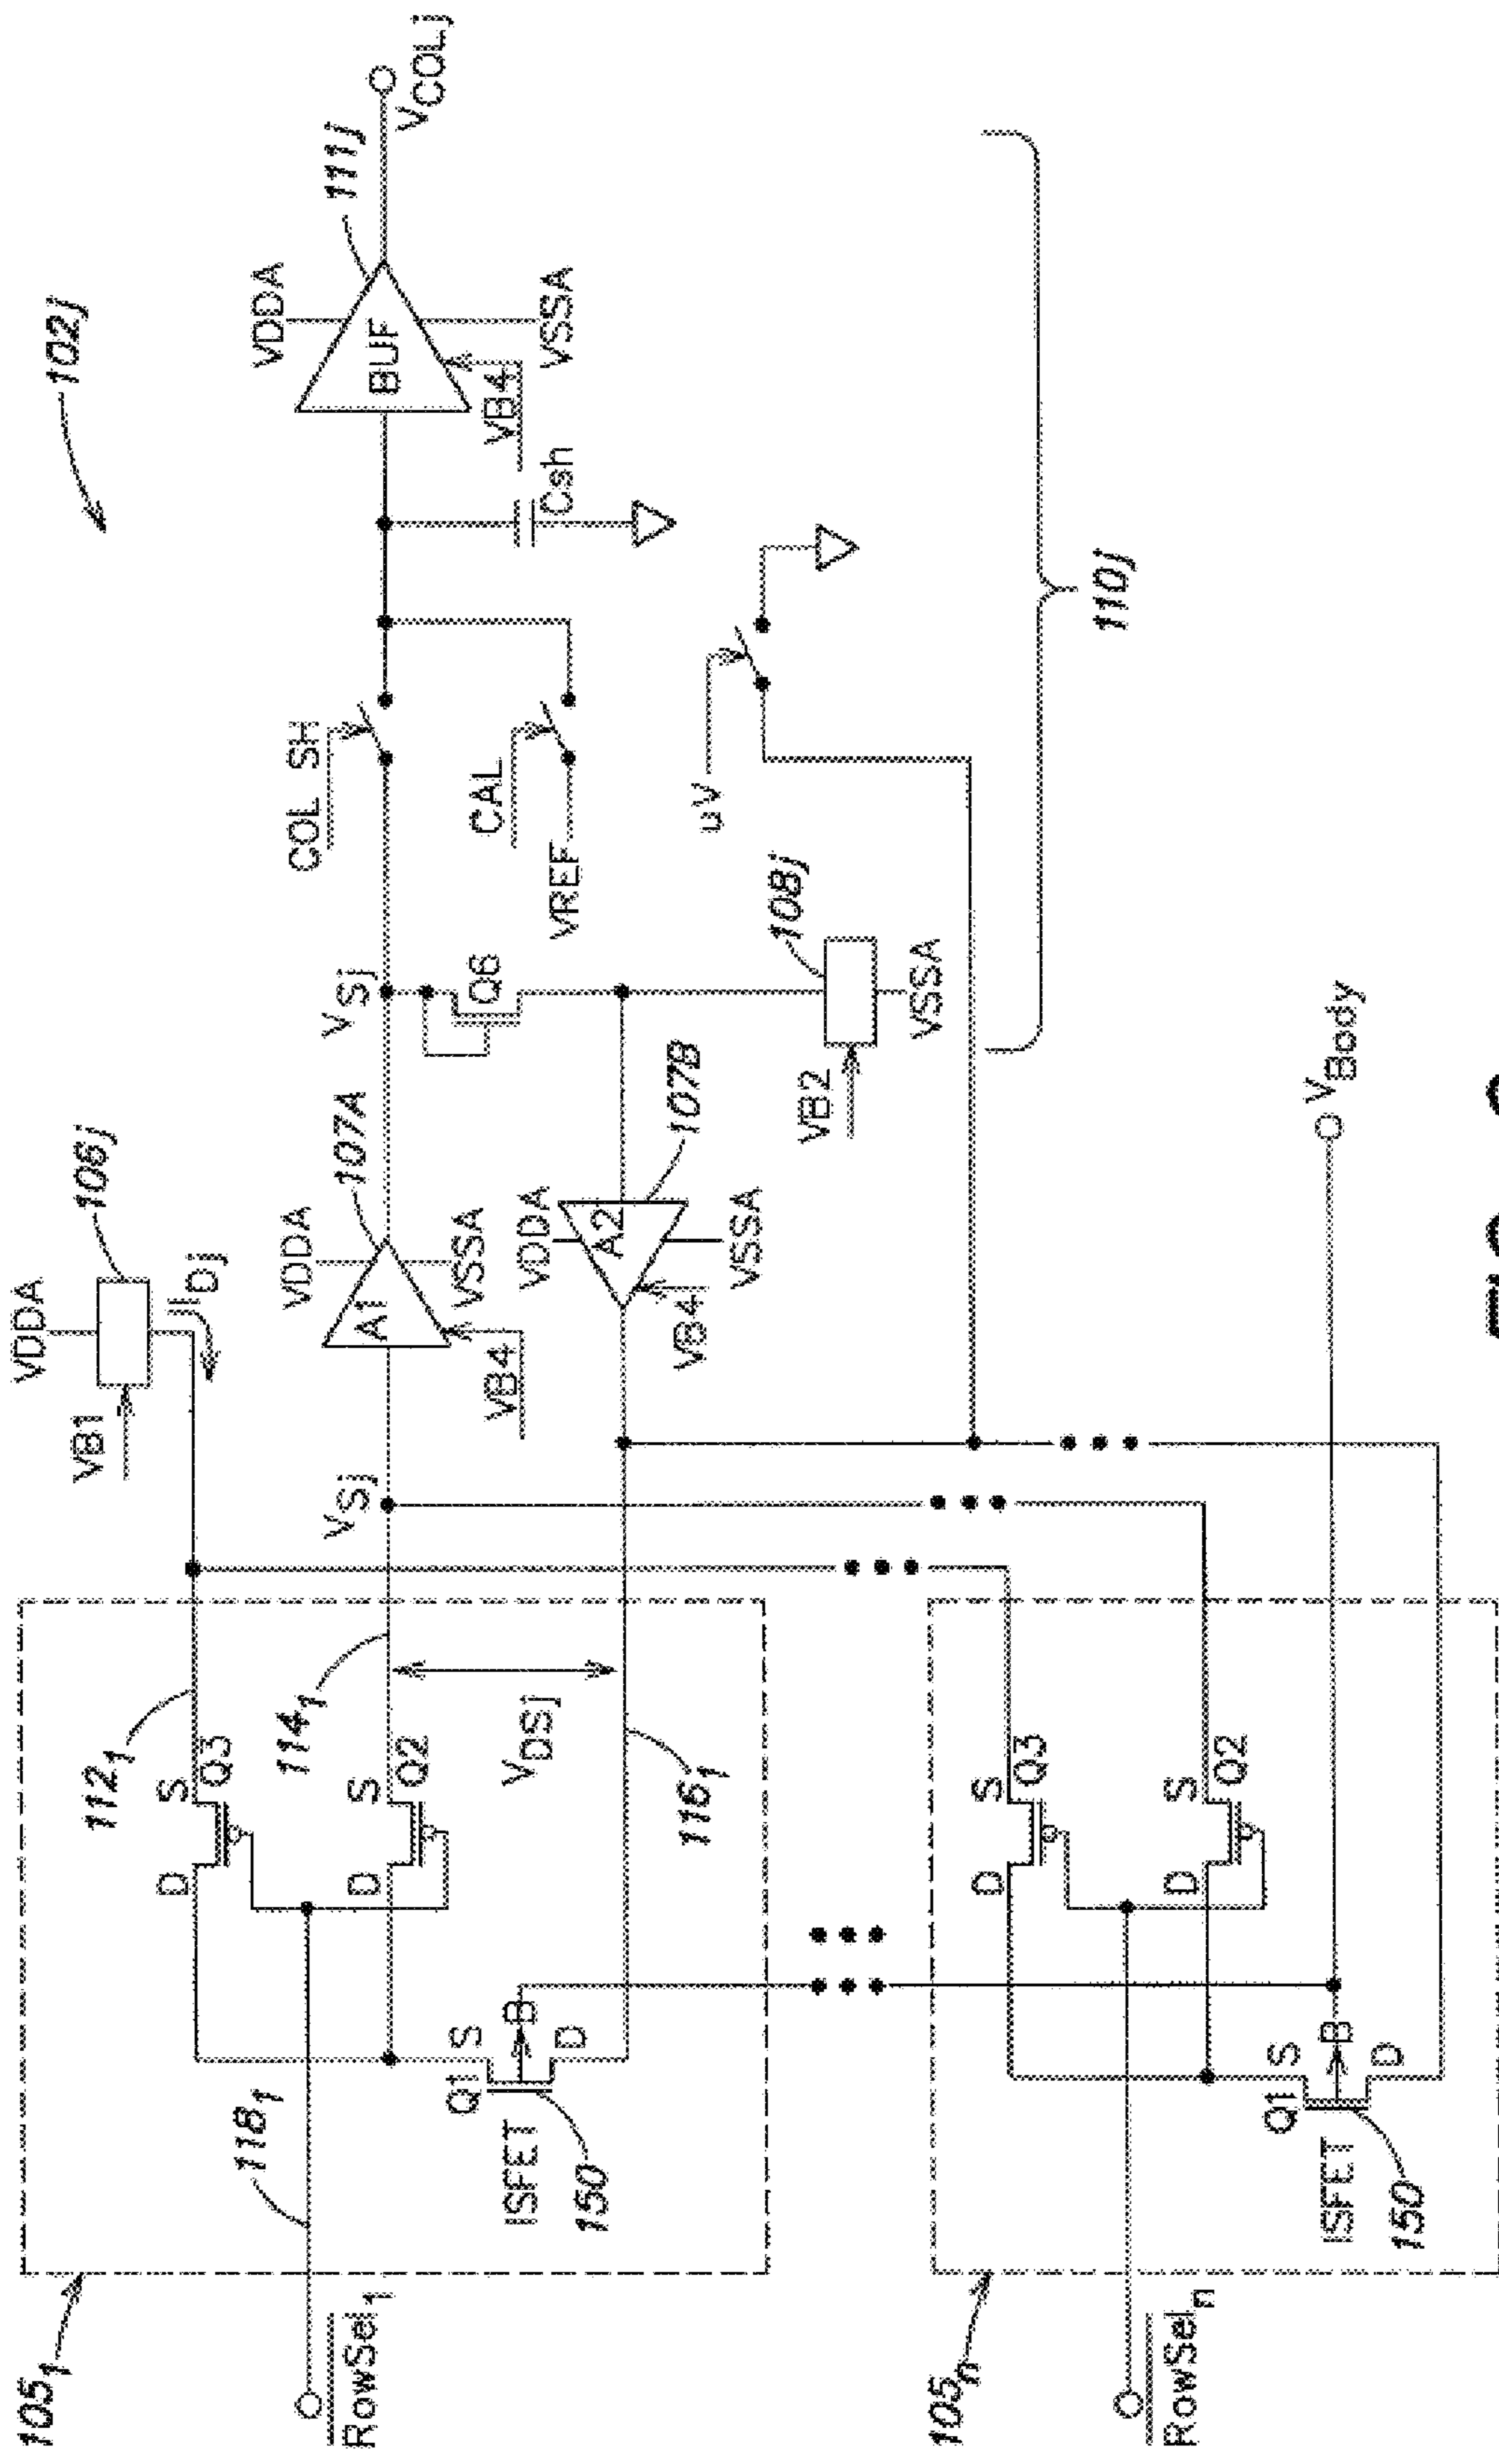 102j
VDDA
106j
VB1
IDj
VSj
VDDA
A1
107A
VSSA
VB4
VSj
COL SH
CAL
VREF
VDDA
BUF
111j
VCOLj
VB4
VSSA
Csh
Q6
VDDA
A2
107B
VB4
VSSA
VB2
108j
VSSA
uV
110j
1051
1121
S
D
Q3
1141
S
D
Q2
VDSj
1161
1181
Q1
S
B
D
ISFET
150
RowSel1
105n
S
D
Q3
S
D
Q2
Q1
S
B
D
ISFET
150
RowSeln
VBody